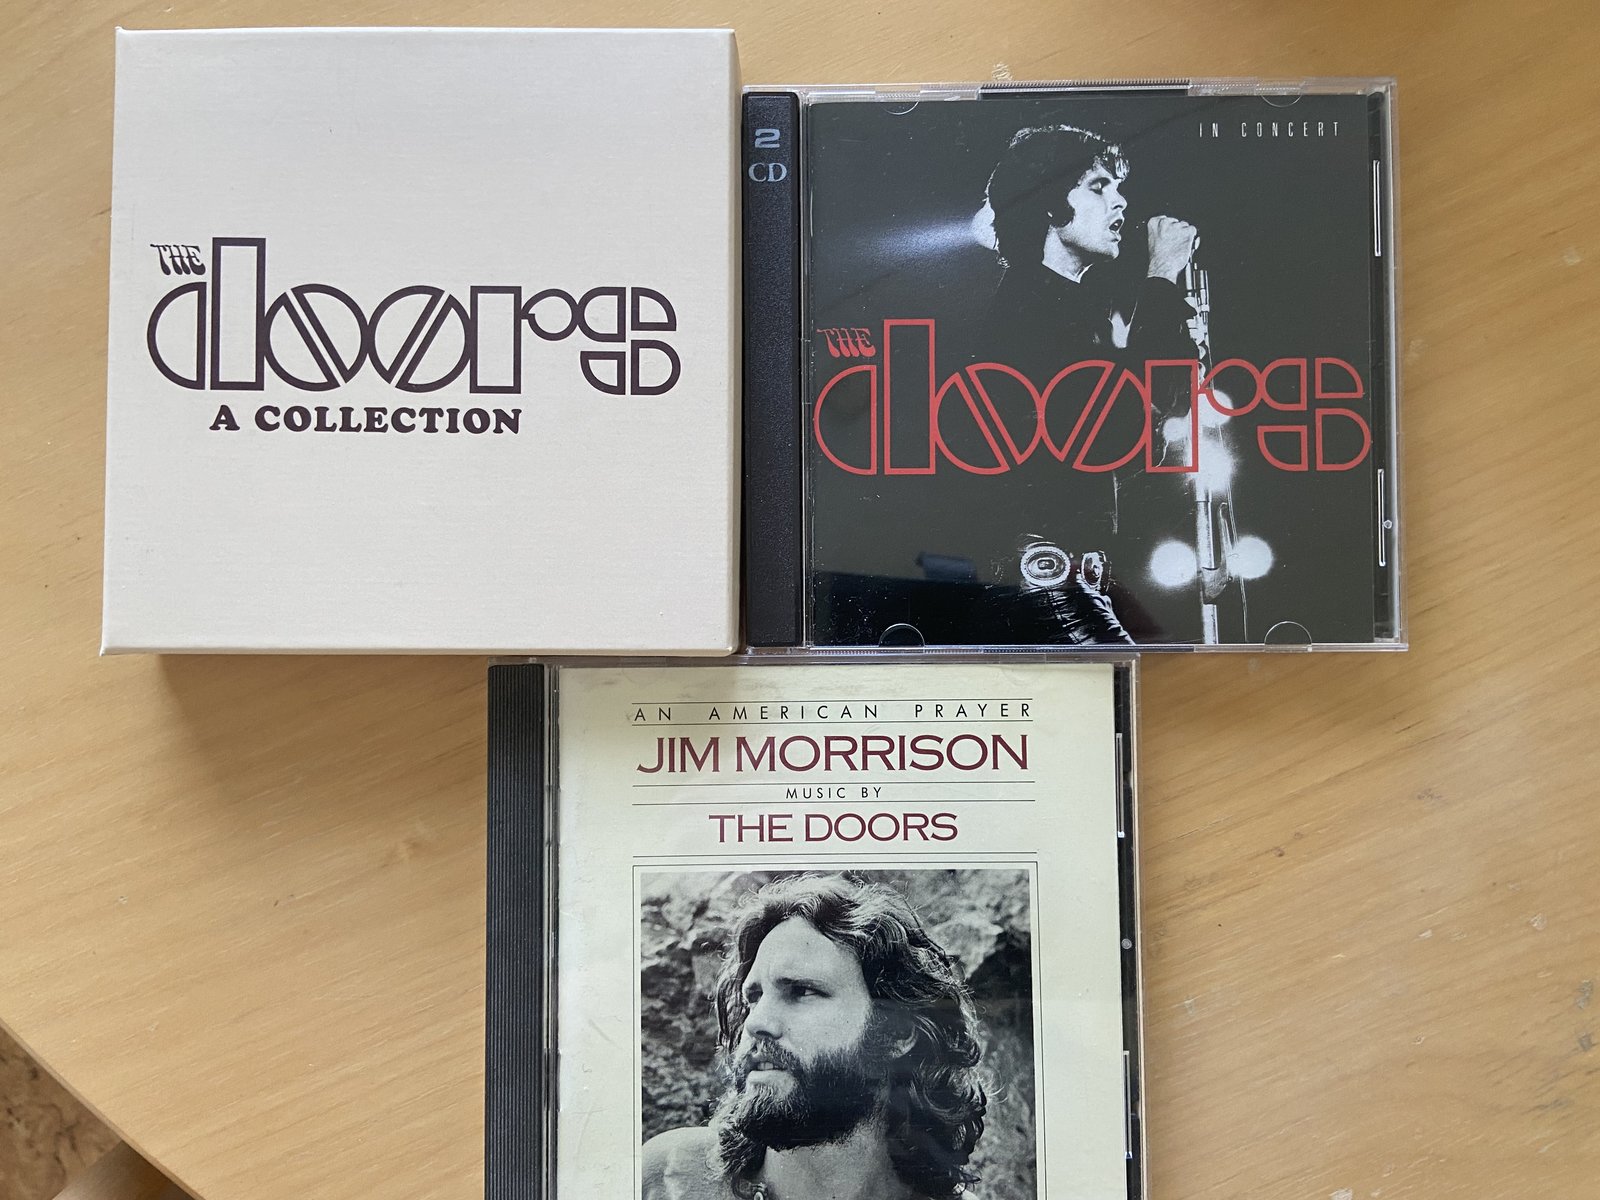 THE
doors
A COLLECTION
2
CD
IN CONCERT
THE
doors
AN AMERICAN PRAYER
JIM MORRISON
MUSIC BY
THE DOORS